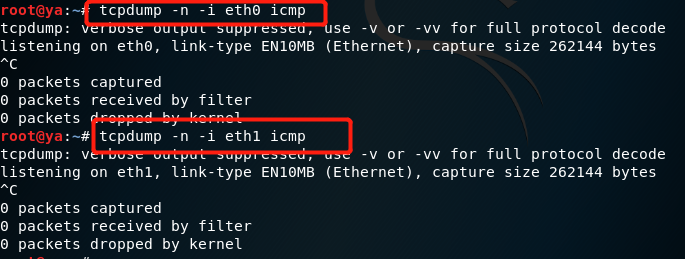 root@ya:~# tcpdump -n -i eth0 icmp
tcpdump: verbose output suppressed, use -v or -vv for full protocol decode
listening on eth0, link-type EN10MB (Ethernet), capture size 262144 bytes
^C
0 packets captured
0 packets received by filter
0 packets dropped by kernel
root@ya:~# tcpdump -n -i eth1 icmp
tcpdump: verbose output suppressed, use -v or -vv for full protocol decode
listening on eth1, link-type EN10MB (Ethernet), capture size 262144 bytes
^C
0 packets captured
0 packets received by filter
0 packets dropped by kernel